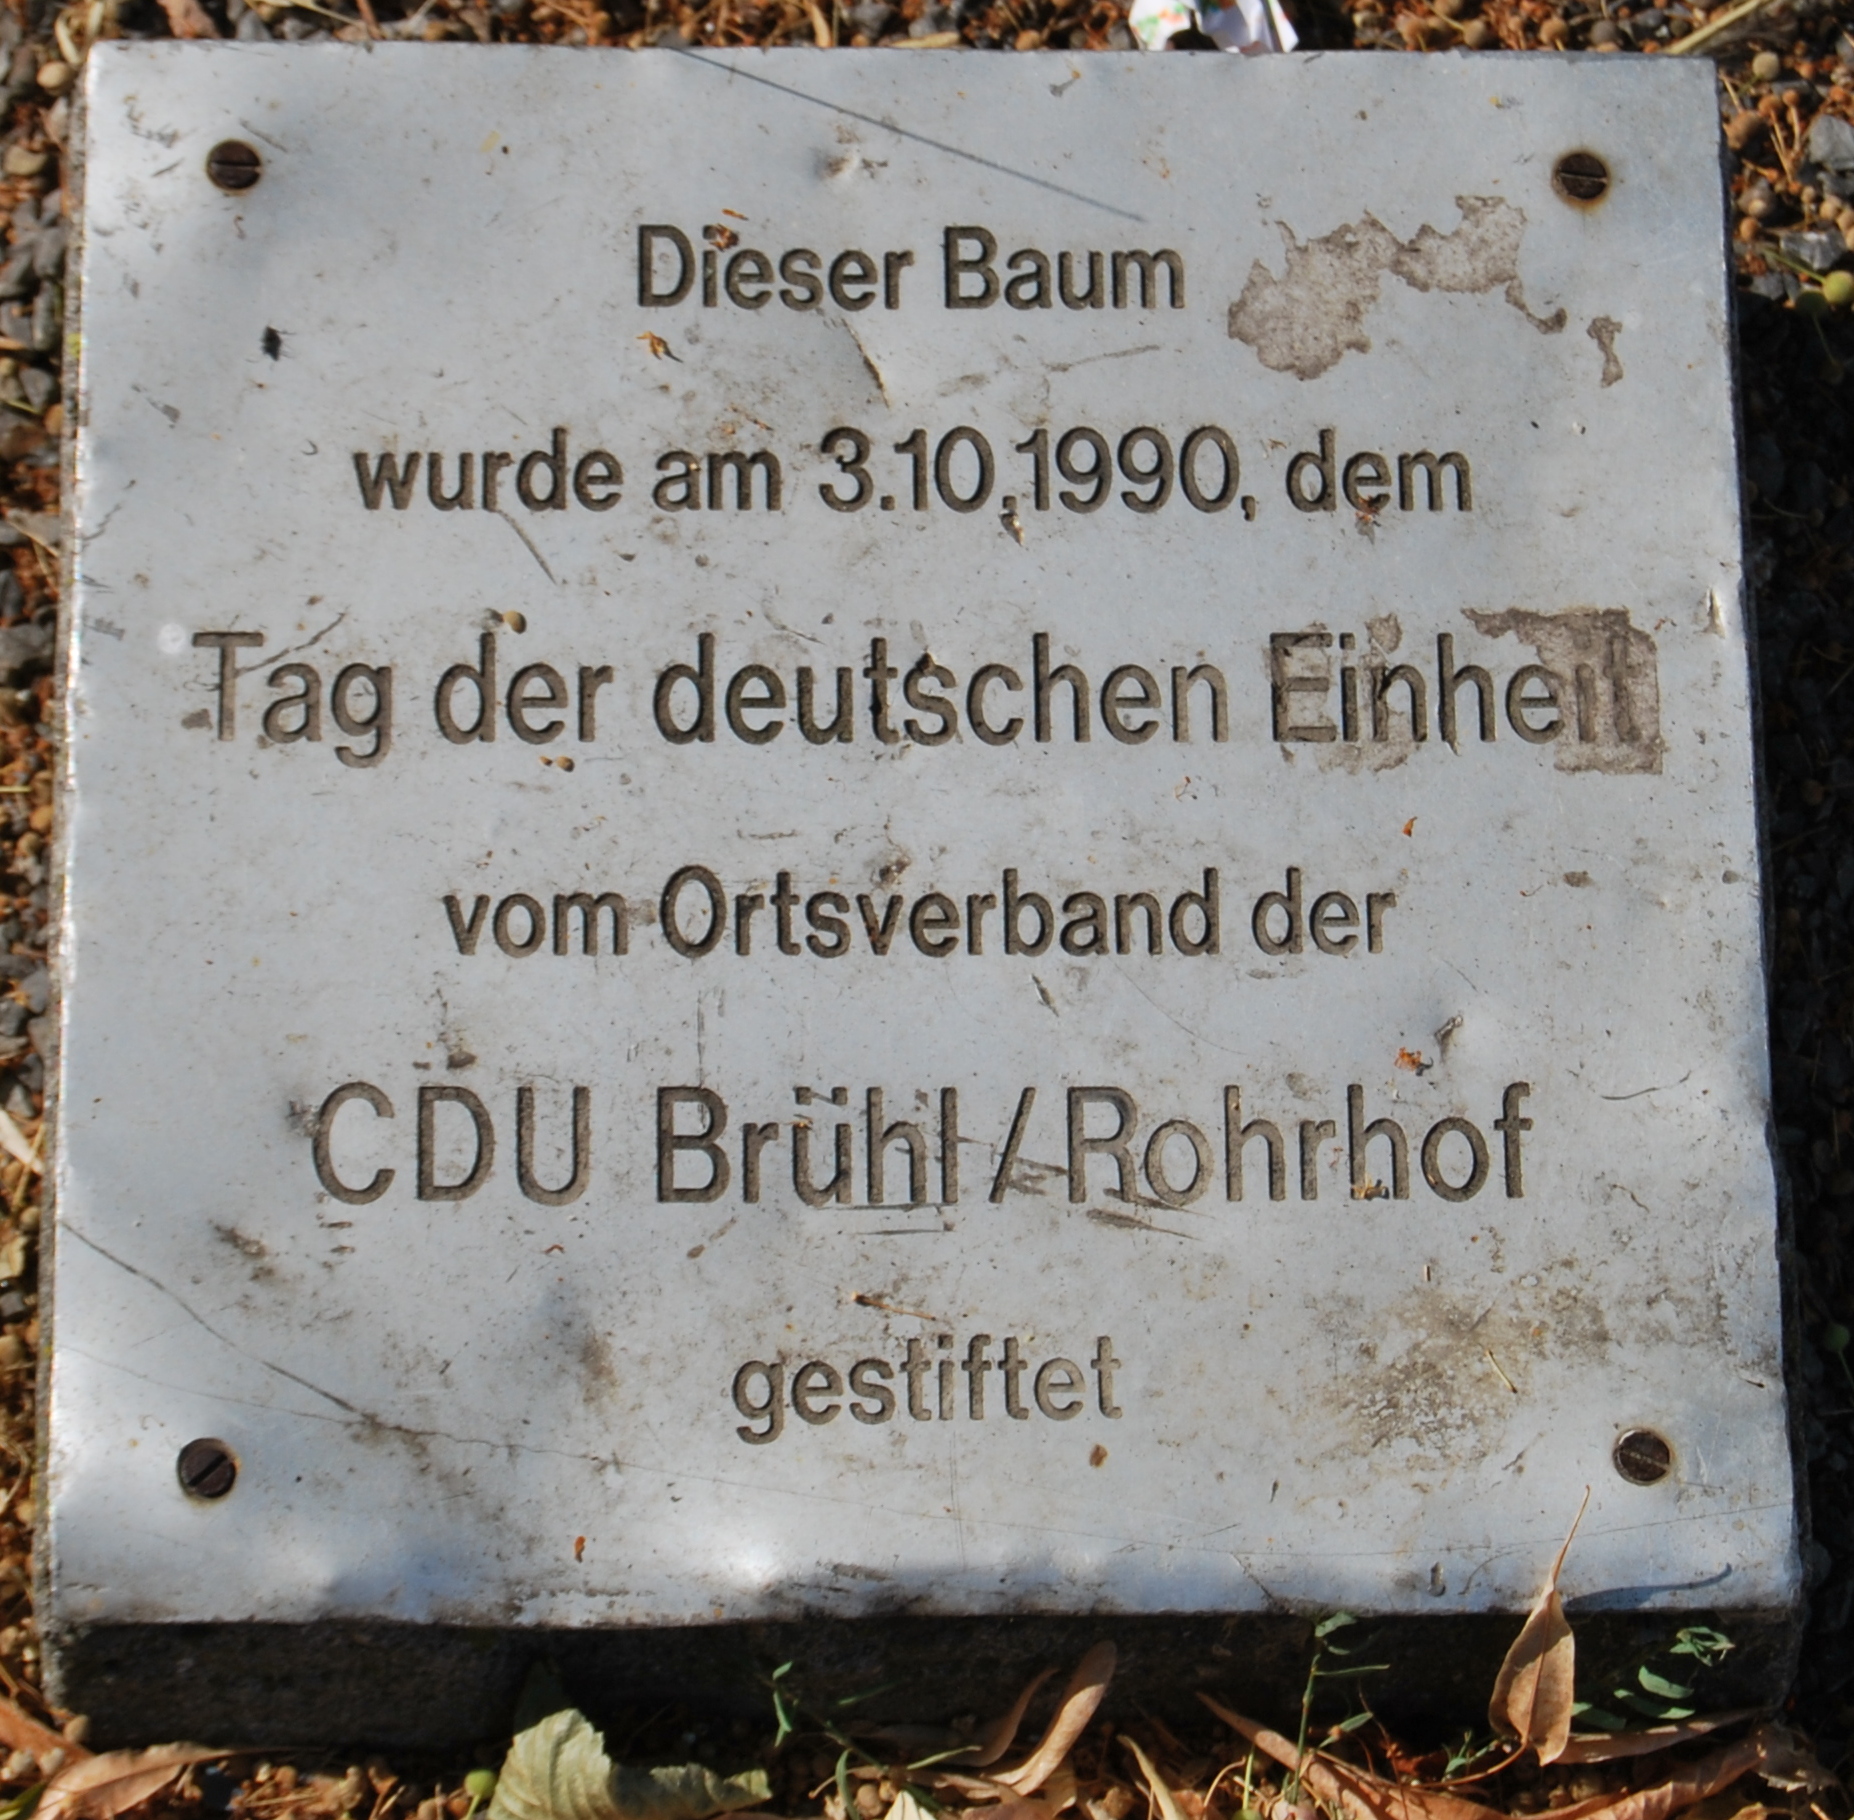 Dieser Baum
wurde am 3.10.1990, dem
Tag der deutschen Einheit
vom Ortsverband der
CDU Brühl/Rohrhof
gestiftet